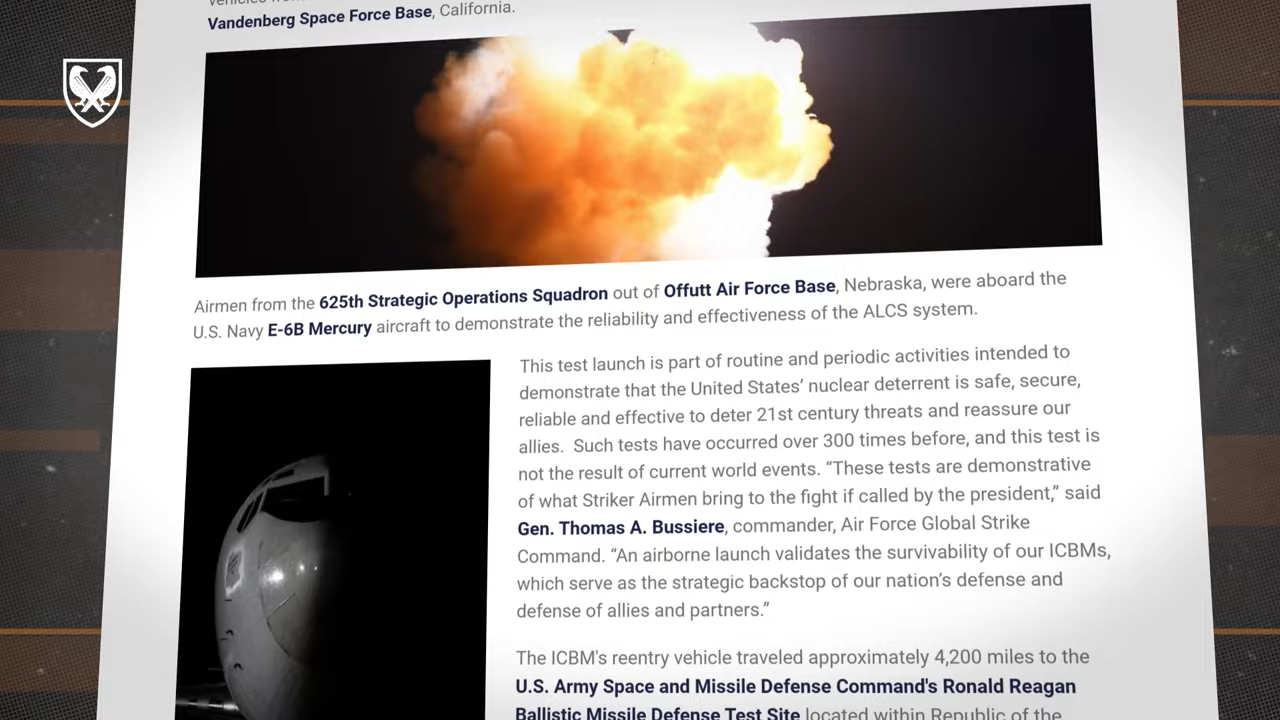 Vandenberg Space Force Base, California.
Airmen from the 625th Strategic Operations Squadron out of Offutt Air Force Base, Nebraska, were aboard the
U.S. Navy E-6B Mercury aircraft to demonstrate the reliability and effectiveness of the ALCS system.
This test launch is part of routine and periodic activities intended to
demonstrate that the United States’ nuclear deterrent is safe, secure,
reliable and effective to deter 21st century threats and reassure our
allies.  Such tests have occurred over 300 times before, and this test is
not the result of current world events. “These tests are demonstrative
of what Striker Airmen bring to the fight if called by the president,” said
Gen. Thomas A. Bussiere, commander, Air Force Global Strike
Command. “An airborne launch validates the survivability of our ICBMs,
which serve as the strategic backstop of our nation’s defense and
defense of allies and partners.”
The ICBM's reentry vehicle traveled approximately 4,200 miles to the
U.S. Army Space and Missile Defense Command's Ronald Reagan
Ballistic Missile Defense Test Site located within Republic of the